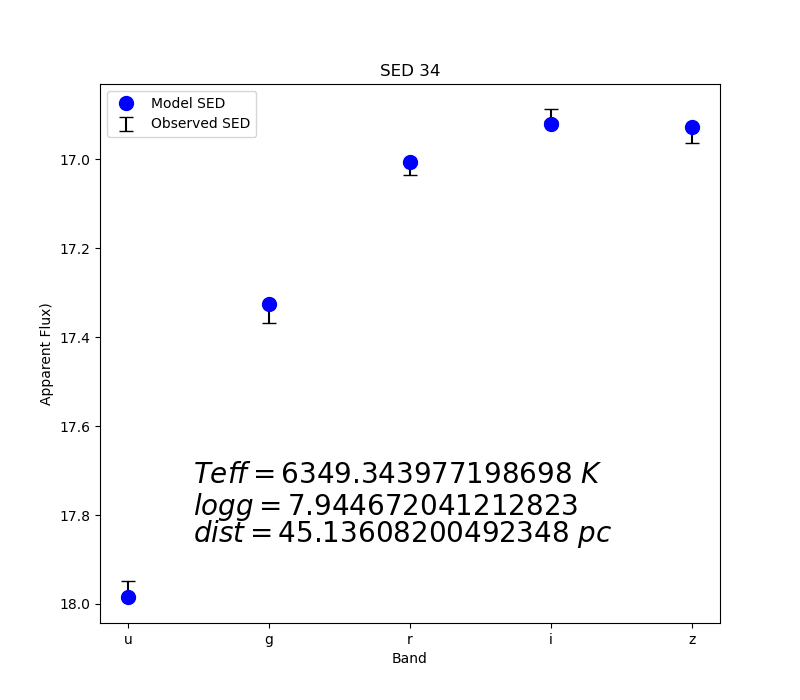 SED 34
Model SED
Observed SED
17.0
17.2
17.4
17.6
17.8
18.0
Apparent Flux)
Teff = 6349.343977198698 K
logg = 7.944672041212823
dist = 45.13608200492348 pc
u g r i z
Band